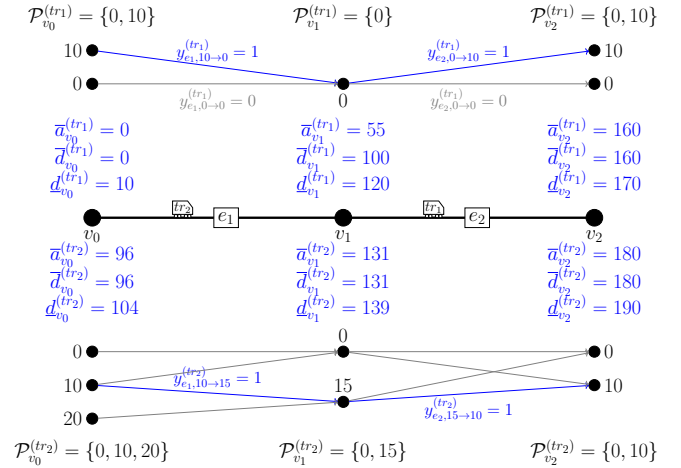 𝒫_{v_0}^{(tr_1)} = {0, 10} 𝒫_{v_1}^{(tr_1)} = {0} 𝒫_{v_2}^{(tr_1)} = {0, 10}
10 y_{e_1,10→0}^{(tr_1)} = 1 y_{e_2,0→10}^{(tr_1)} = 1 10
0 y_{e_1,0→0}^{(tr_1)} = 0 0 y_{e_2,0→0}^{(tr_1)} = 0 0
a̅_{v_0}^{(tr_1)} = 0 a̅_{v_1}^{(tr_1)} = 55 a̅_{v_2}^{(tr_1)} = 160
d̅_{v_0}^{(tr_1)} = 0 d̅_{v_1}^{(tr_1)} = 100 d̅_{v_2}^{(tr_1)} = 160
d̲_{v_0}^{(tr_1)} = 10 d̲_{v_1}^{(tr_1)} = 120 d̲_{v_2}^{(tr_1)} = 170
tr_2 e_1 tr_1 e_2
v_0 v_1 v_2
a̅_{v_0}^{(tr_2)} = 96 a̅_{v_1}^{(tr_2)} = 131 a̅_{v_2}^{(tr_2)} = 180
d̅_{v_0}^{(tr_2)} = 96 d̅_{v_1}^{(tr_2)} = 131 d̅_{v_2}^{(tr_2)} = 180
d̲_{v_0}^{(tr_2)} = 104 d̲_{v_1}^{(tr_2)} = 139 d̲_{v_2}^{(tr_2)} = 190
0 0 0
10 y_{e_1,10→15}^{(tr_2)} = 1 15 10
20 y_{e_2,15→10}^{(tr_2)} = 1
𝒫_{v_0}^{(tr_2)} = {0, 10, 20} 𝒫_{v_1}^{(tr_2)} = {0, 15} 𝒫_{v_2}^{(tr_2)} = {0, 10}